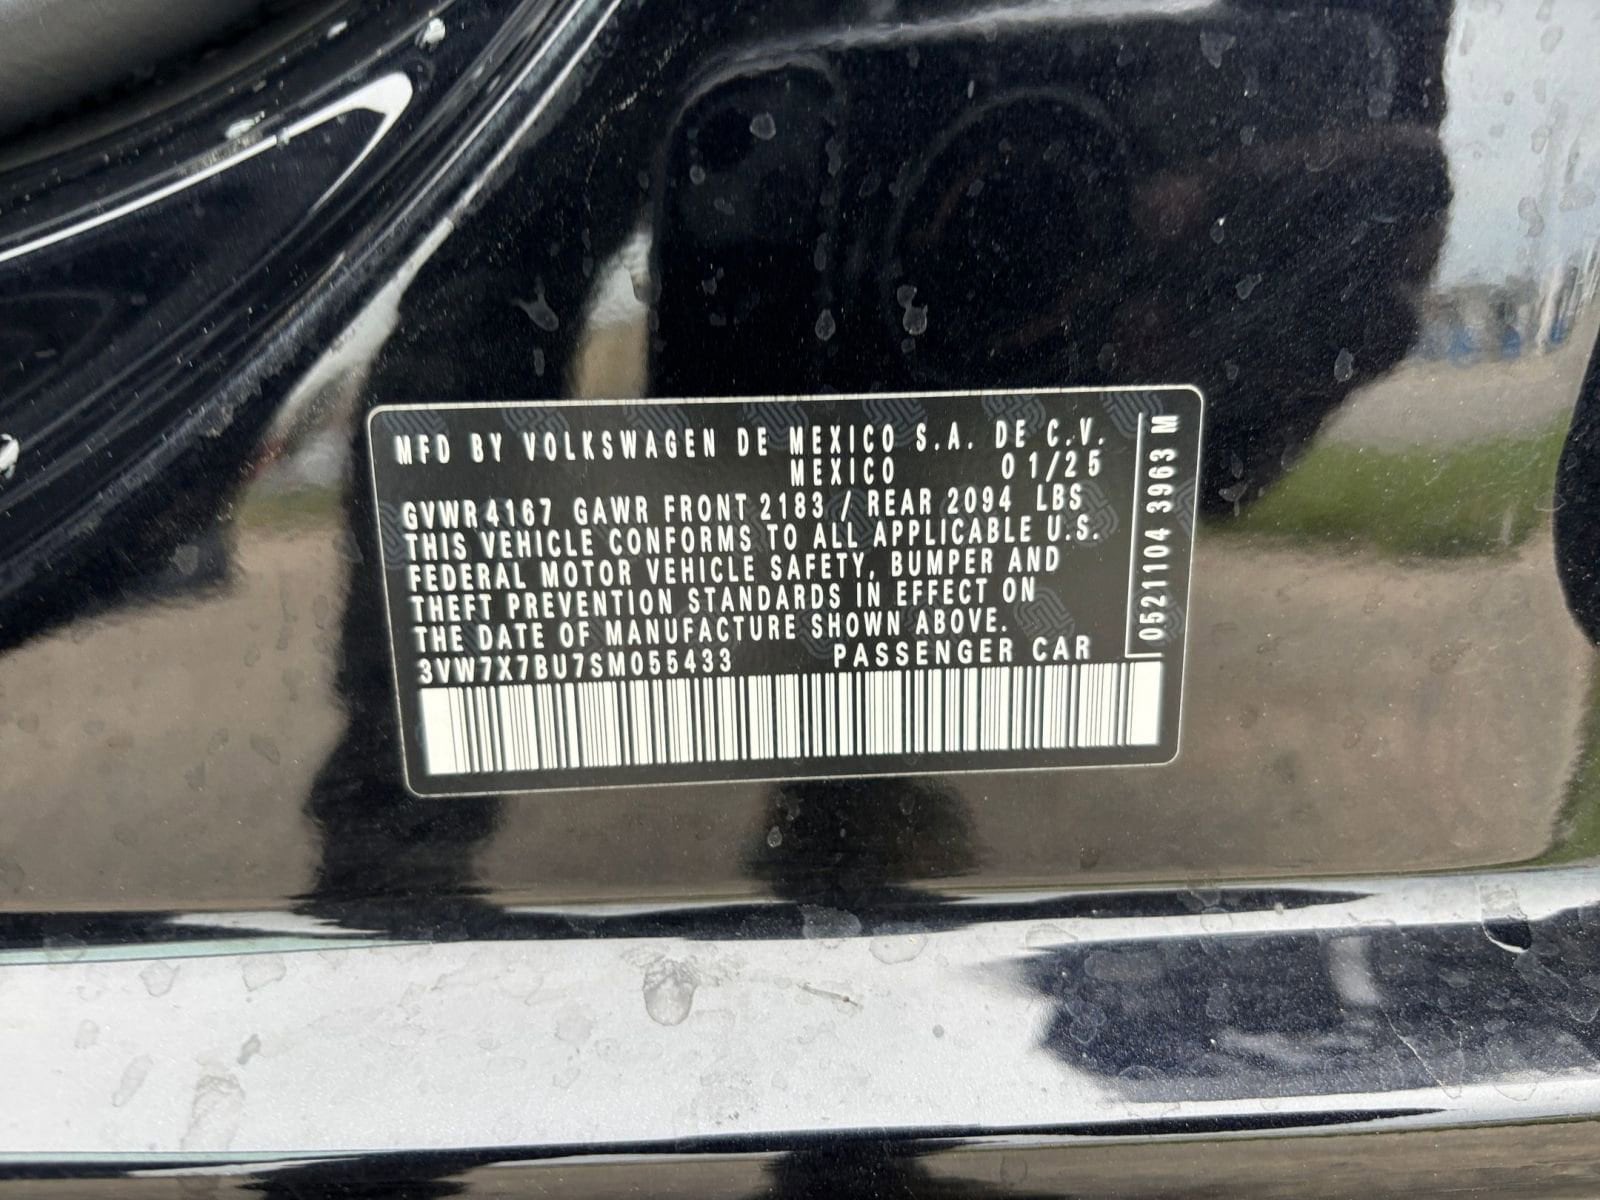 MFD BY VOLKSWAGEN DE MEXICO S.A. DE C.V.
MEXICO 01/25
GVWR 4167 GAWR FRONT 2183 / REAR 2094 LBS
THIS VEHICLE CONFORMS TO ALL APPLICABLE U.S.
FEDERAL MOTOR VEHICLE SAFETY, BUMPER AND
THEFT PREVENTION STANDARDS IN EFFECT ON
THE DATE OF MANUFACTURE SHOWN ABOVE.
3VW7X7BU7SM055433 PASSENGER CAR
0521104 3963 M